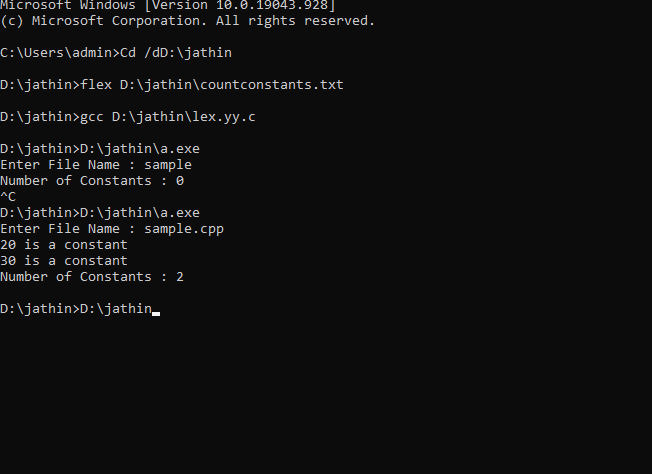 Microsoft Windows [Version 10.0.19043.928]
(c) Microsoft Corporation. All rights reserved.
C:\Users\admin>Cd /dD:\jathin
D:\jathin>flex D:\jathin\countconstants.txt
D:\jathin>gcc D:\jathin\lex.yy.c
D:\jathin>D:\jathin\a.exe
Enter File Name : sample
Number of Constants : 0
^C
D:\jathin>D:\jathin\a.exe
Enter File Name : sample.cpp
20 is a constant
30 is a constant
Number of Constants : 2
D:\jathin>D:\jathin